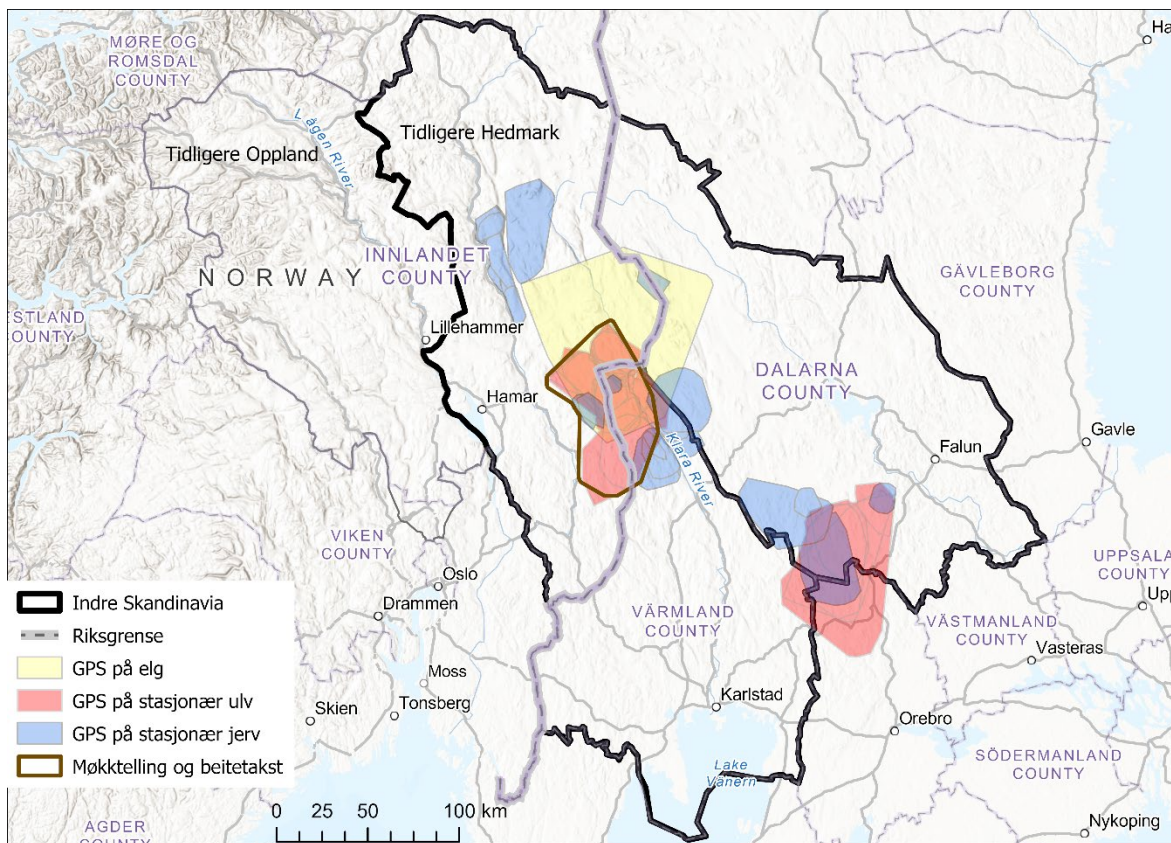 MØRE OG
ROMSDAL
COUNTY
Ha
Lågen River
Tidligere Hedmark
Tidligere Oppland
NORWAY
INNLANDET
COUNTY
GÄVLEBORG
COUNTY
ESTLAND
COUNTY
Lillehammer
DALARNA
COUNTY
Hamar
Gavle
Klara River
Falun
VIKEN
COUNTY
UPPSALA
COUNTY
Oslo
Upp
Drammen
VÄRMLAND
COUNTY
VÄSTMANLAND
COUNTY
Vasteras
Moss
Karlstad
Skien
Tonsberg
Orebro
SÖDERMANLAND
COUNTY
Lake
Vänern
Nykoping
AGDER
COUNTY
Indre Skandinavia
Riksgrense
GPS på elg
GPS på stasjonær ulv
GPS på stasjonær jerv
Møkktelling og beitetakst
0 25 50 100 km